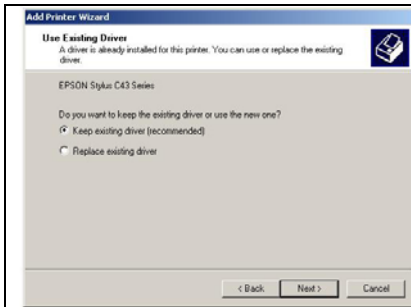 Add Printer Wizard
Use Existing Driver
A driver is already installed for this printer. You can use or replace the existing
driver.
EPSON Stylus C43 Series
Do you want to keep the existing driver or use the new one?
Keep existing driver (recommended)
Replace existing driver
< Back
Next >
Cancel